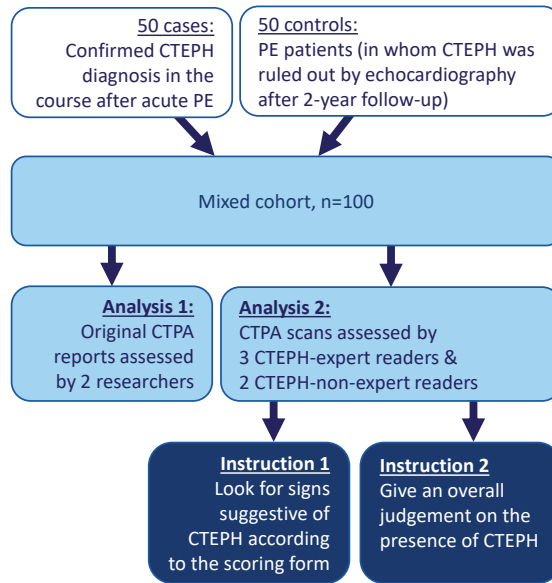 50 cases:
Confirmed CTEPH
diagnosis in the
course after acute PE
50 controls:
PE patients (in whom CTEPH was
ruled out by echocardiography
after 2-year follow-up)
Mixed cohort, n=100
Analysis 1:
Original CTPA
reports assessed
by 2 researchers
Analysis 2:
CTPA scans assessed by
3 CTEPH-expert readers &
2 CTEPH-non-expert readers
Instruction 1
Look for signs
suggestive of
CTEPH according
to the scoring form
Instruction 2
Give an overall
judgement on the
presence of CTEPH